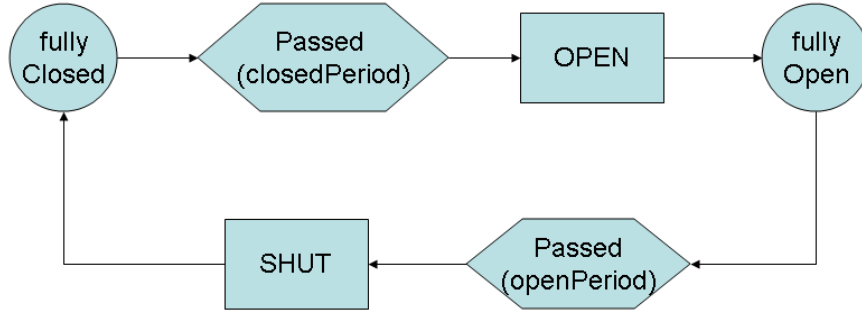 fully
Closed
Passed
(closedPeriod)
OPEN
fully
Open
SHUT
Passed
(openPeriod)